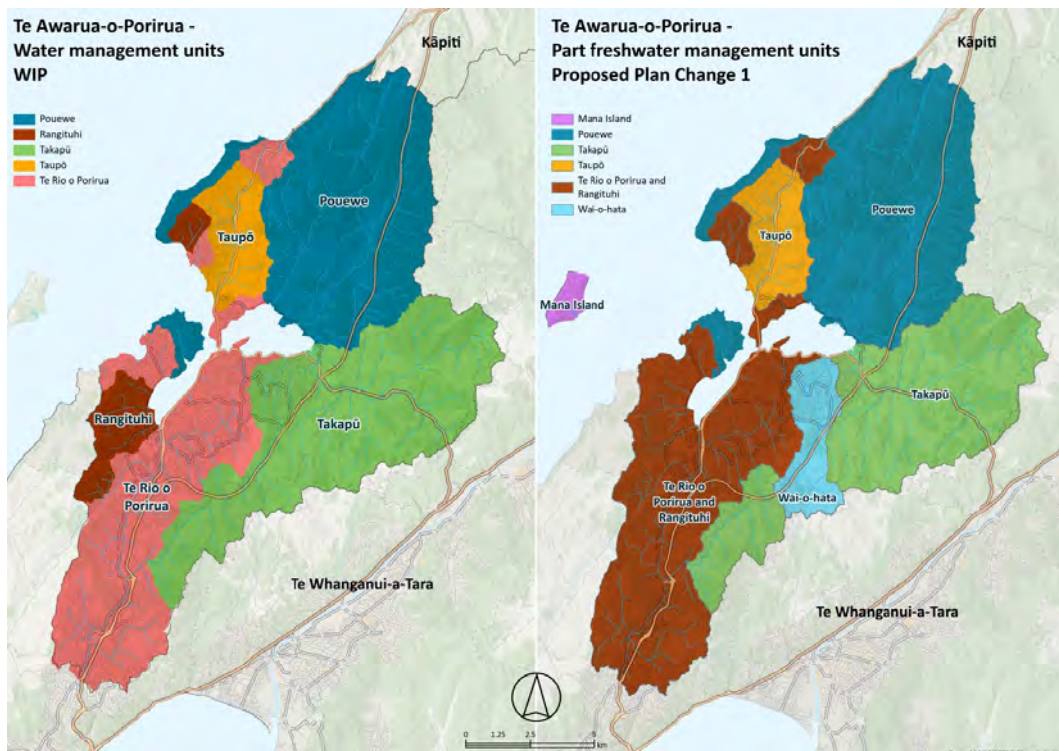 Te Awarua-o-Porirua -
Water management units
WIP
Kāpiti
Pouewe
Rangituhi
Takapū
Taupō
Te Rio o Porirua
Pouewe
Taupō
Rangituhi
Takapū
Te Rio o
Porirua
Te Whanganui-a-Tara
Te Awarua-o-Porirua -
Part freshwater management units
Proposed Plan Change 1
Kāpiti
Mana Island
Pouewe
Takapū
Taupō
Te Rio o Porirua and
Rangituhi
Wai-o-hata
Pouewe
Taupō
Mana Island
Takapū
Te Rio o
Porirua and
Rangituhi
Wai-o-hata
Te Whanganui-a-Tara
0 1.25 2.5 5
km